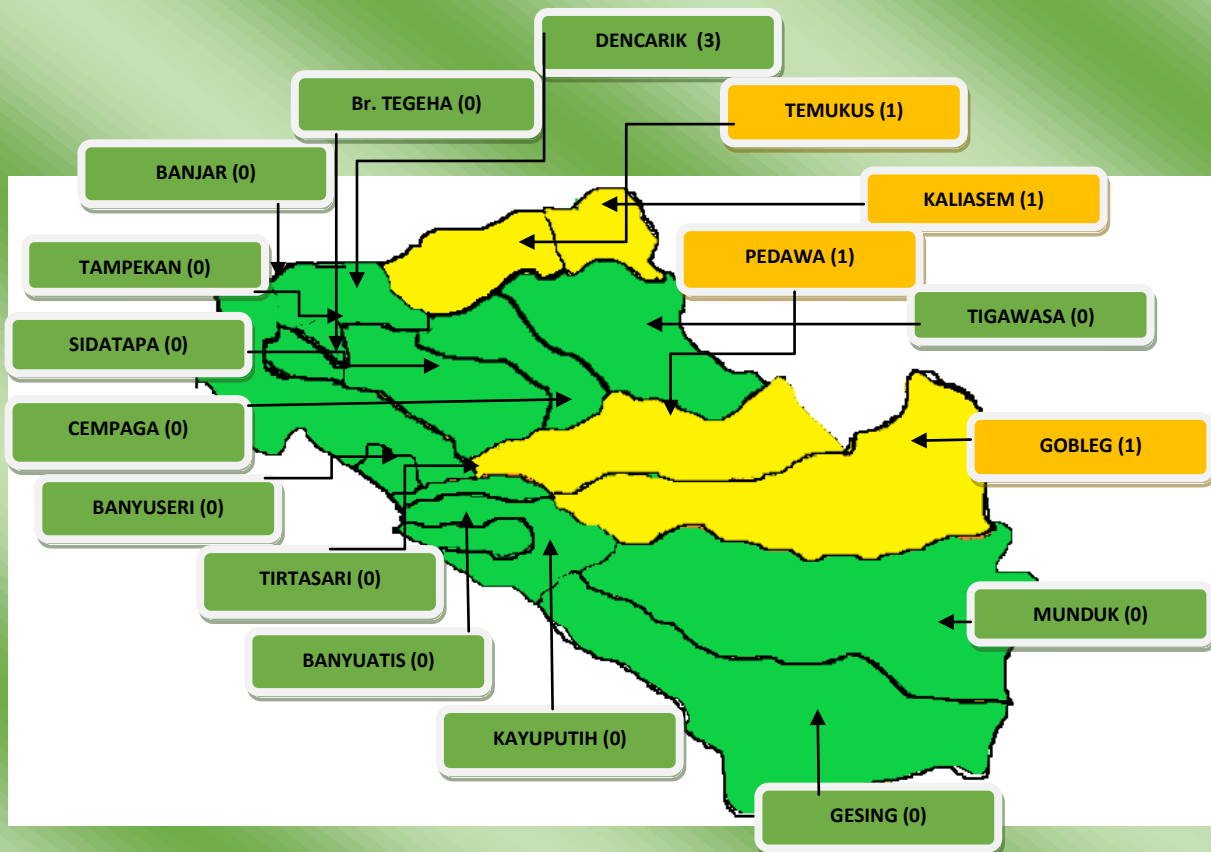 DENCARIK (3)
Br. TEGEHA (0)
TEMUKUS (1)
BANJAR (0)
KALIASEM (1)
TAMPEKAN (0)
PEDAWA (1)
SIDATAPA (0)
TIGAWASA (0)
CEMPAGA (0)
GOBLEG (1)
BANYUSERI (0)
TIRTASARI (0)
MUNDUK (0)
BANYUATIS (0)
KAYUPUTIH (0)
GESING (0)